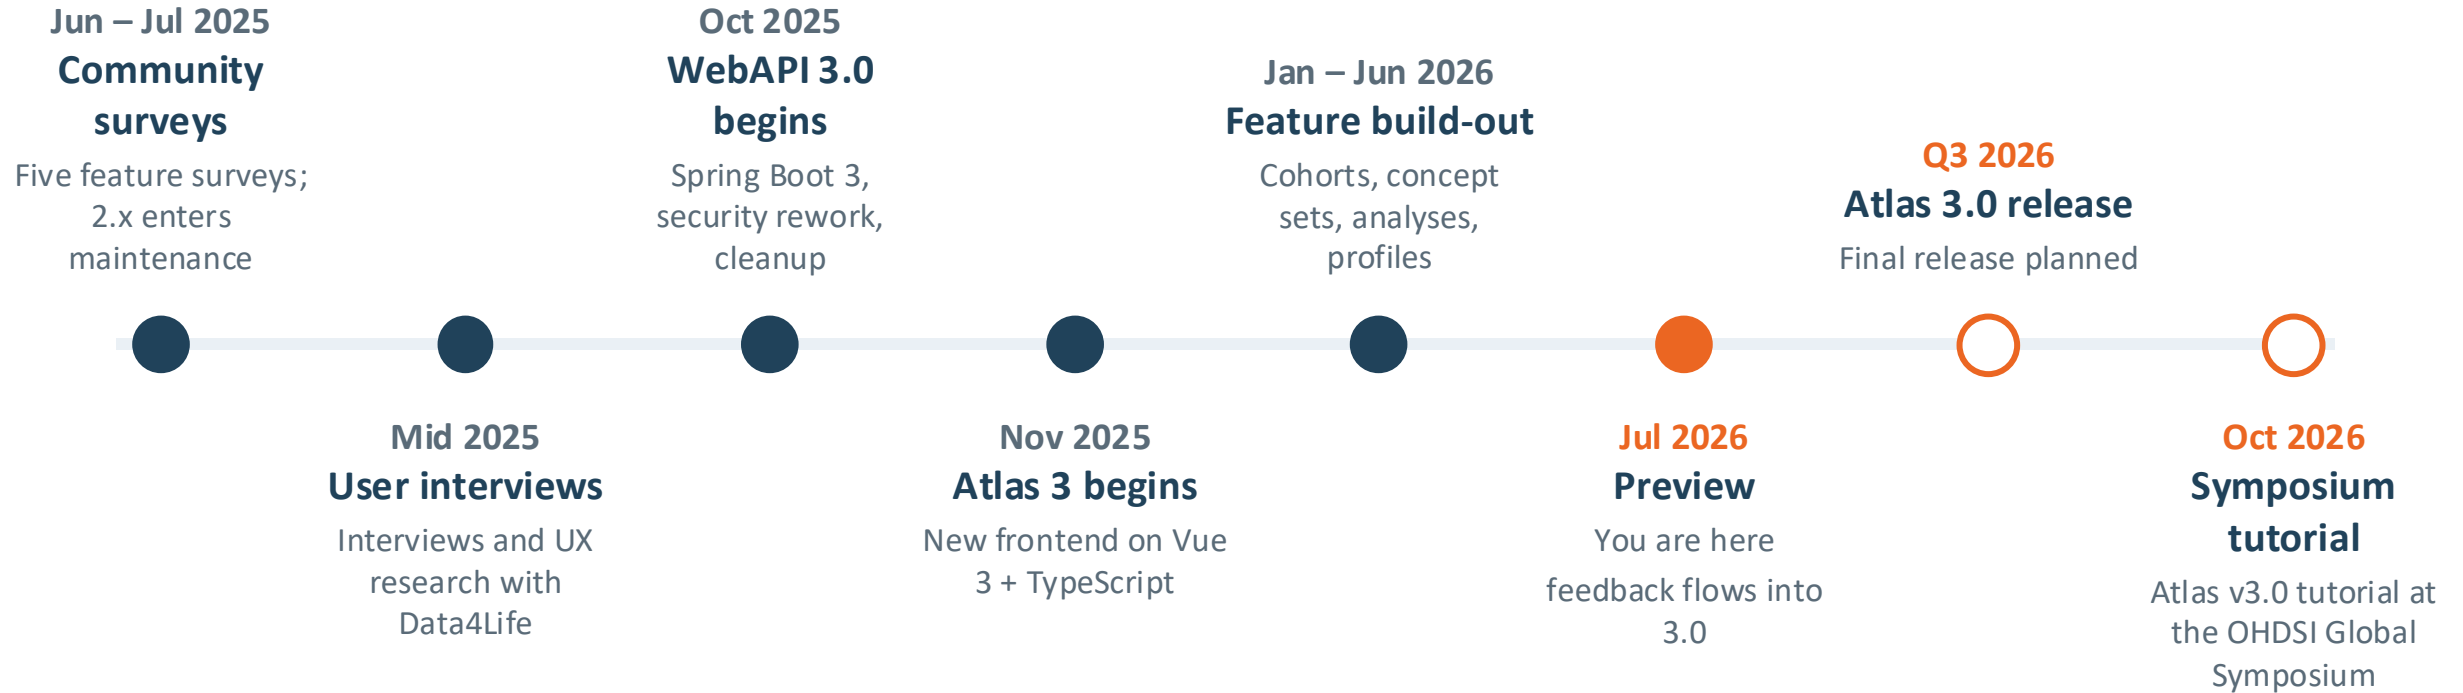 Jun – Jul 2025
Community
surveys
Five feature surveys;
2.x enters
maintenance
Mid 2025
User interviews
Interviews and UX
research with
Data4Life
Oct 2025
WebAPI 3.0
begins
Spring Boot 3,
security rework,
cleanup
Nov 2025
Atlas 3 begins
New frontend on Vue
3 + TypeScript
Jan – Jun 2026
Feature build-out
Cohorts, concept
sets, analyses,
profiles
Jul 2026
Preview
You are here
feedback flows into
3.0
Q3 2026
Atlas 3.0 release
Final release planned
Oct 2026
Symposium
tutorial
Atlas v3.0 tutorial at
the OHDSI Global
Symposium